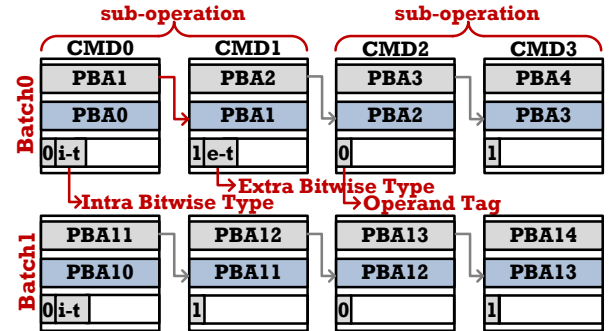 sub-operation sub-operation
CMD0 CMD1 CMD2 CMD3
Batch0
PBA1 PBA2 PBA3 PBA4
PBA0 PBA1 PBA2 PBA3
0 i-t 1 e-t 0 1
Extra Bitwise Type
Intra Bitwise Type Operand Tag
Batch1
PBA11 PBA12 PBA13 PBA14
PBA10 PBA11 PBA12 PBA13
0 i-t 1 0 1